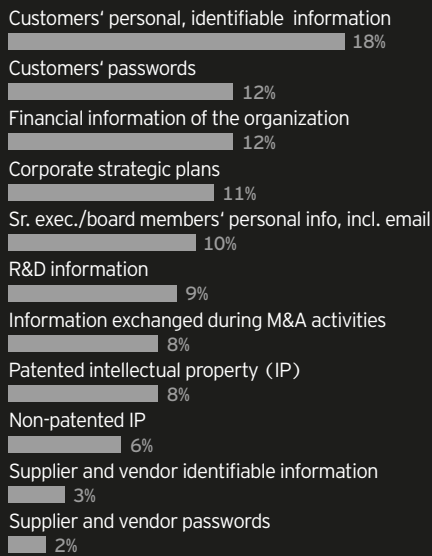 Customers' personal, identifiable information
18%
Customers' passwords
12%
Financial information of the organization
12%
Corporate strategic plans
11%
Sr. exec./board members' personal info, incl. email
10%
R&D information
9%
Information exchanged during M&A activities
8%
Patented intellectual property (IP)
8%
Non-patented IP
6%
Supplier and vendor identifiable information
3%
Supplier and vendor passwords
2%